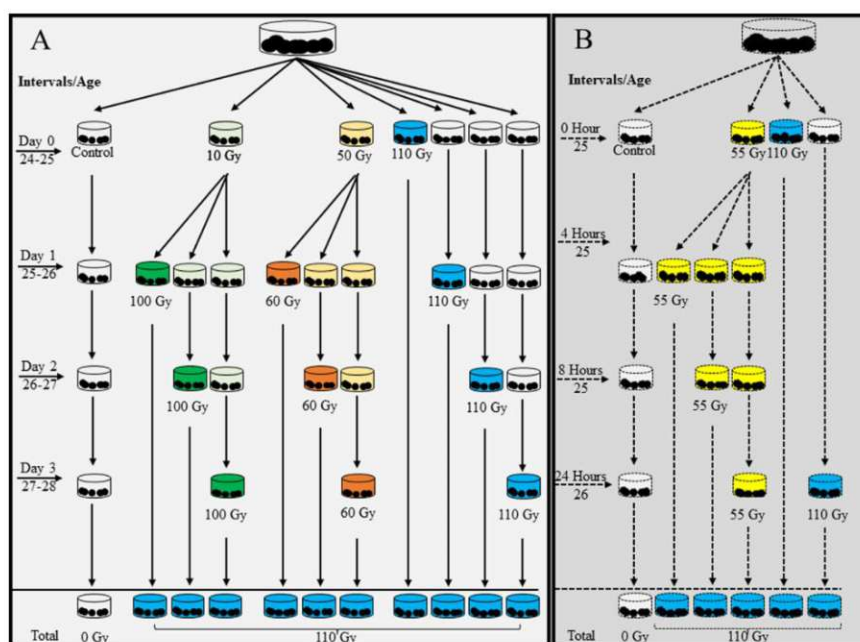 A
Intervals/Age
Day 0
24-25
Control
10 Gy
50 Gy
110 Gy
Day 1
25-26
100 Gy
60 Gy
110 Gy
Day 2
26-27
100 Gy
60 Gy
110 Gy
Day 3
27-28
100 Gy
60 Gy
110 Gy
Total
0 Gy
110 Gy
B
Intervals/Age
0 Hour
25
Control
55 Gy
110 Gy
4 Hours
25
55 Gy
8 Hours
25
55 Gy
24 Hours
26
55 Gy
110 Gy
Total
0 Gy
110 Gy